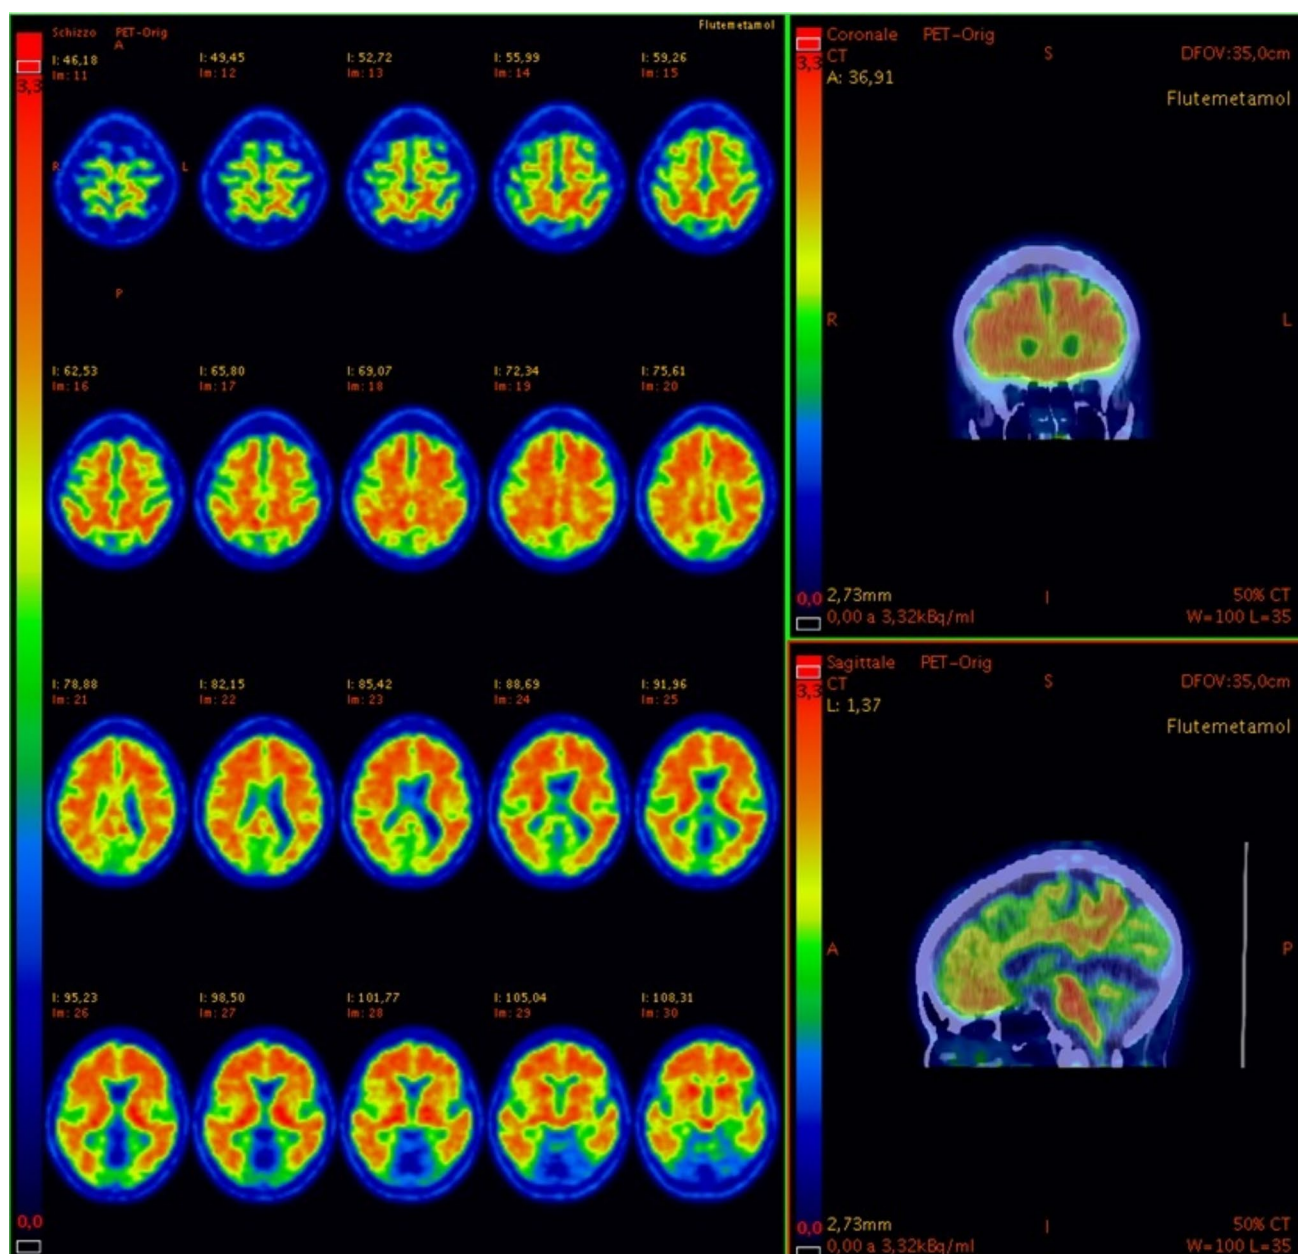 Schizzo PET-Orig
A
Flutemetamol
3,3
I: 46,18
Im: 11
I: 49,45
Im: 12
I: 52,72
Im: 13
I: 55,99
Im: 14
I: 59,26
Im: 15
R
L
P
I: 62,53
Im: 16
I: 65,80
Im: 17
I: 69,07
Im: 18
I: 72,34
Im: 19
I: 75,61
Im: 20
I: 78,88
Im: 21
I: 82,15
Im: 22
I: 85,42
Im: 23
I: 88,69
Im: 24
I: 91,96
Im: 25
I: 95,23
Im: 26
I: 98,50
Im: 27
I: 101,77
Im: 28
I: 105,04
Im: 29
I: 108,31
Im: 30
0,0
Coronale PET-Orig
CT
S
DFOV:35,0cm
3,3
A: 36,91
Flutemetamol
R
L
2,73mm
I
50% CT
0,0
0,00 a 3,32kBq/ml
W=100 L=35
Sagittale PET-Orig
CT
S
DFOV:35,0cm
3,3
L: 1,37
Flutemetamol
A
P
2,73mm
I
50% CT
0,0
0,00 a 3,32kBq/ml
W=100 L=35